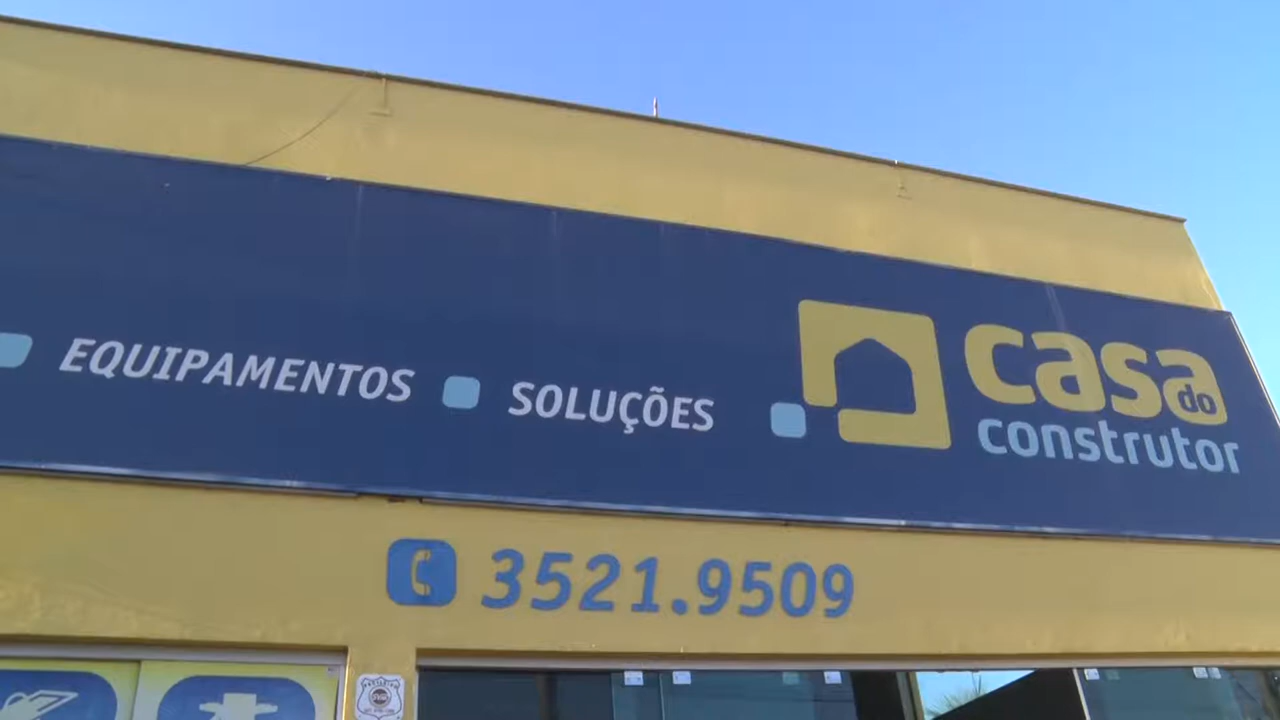 EQUIPAMENTOS
SOLUÇÕES
casa
do
construtor
3521.9509